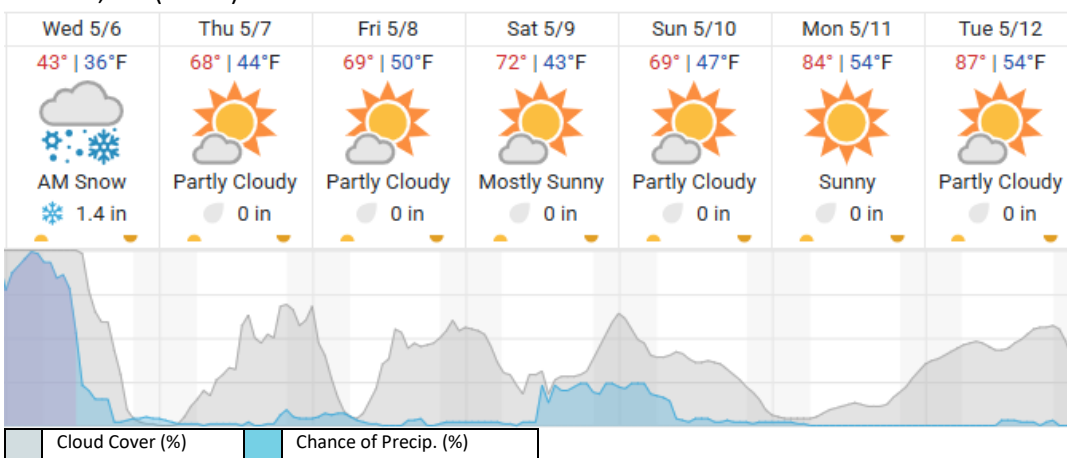 Wed 5/6 Thu 5/7 Fri 5/8 Sat 5/9 Sun 5/10 Mon 5/11 Tue 5/12
43° | 36°F 68° | 44°F 69° | 50°F 72° | 43°F 69° | 47°F 84° | 54°F 87° | 54°F
AM Snow Partly Cloudy Partly Cloudy Mostly Sunny Partly Cloudy Sunny Partly Cloudy
1.4 in 0 in 0 in 0 in 0 in 0 in 0 in
Cloud Cover (%) Chance of Precip. (%)